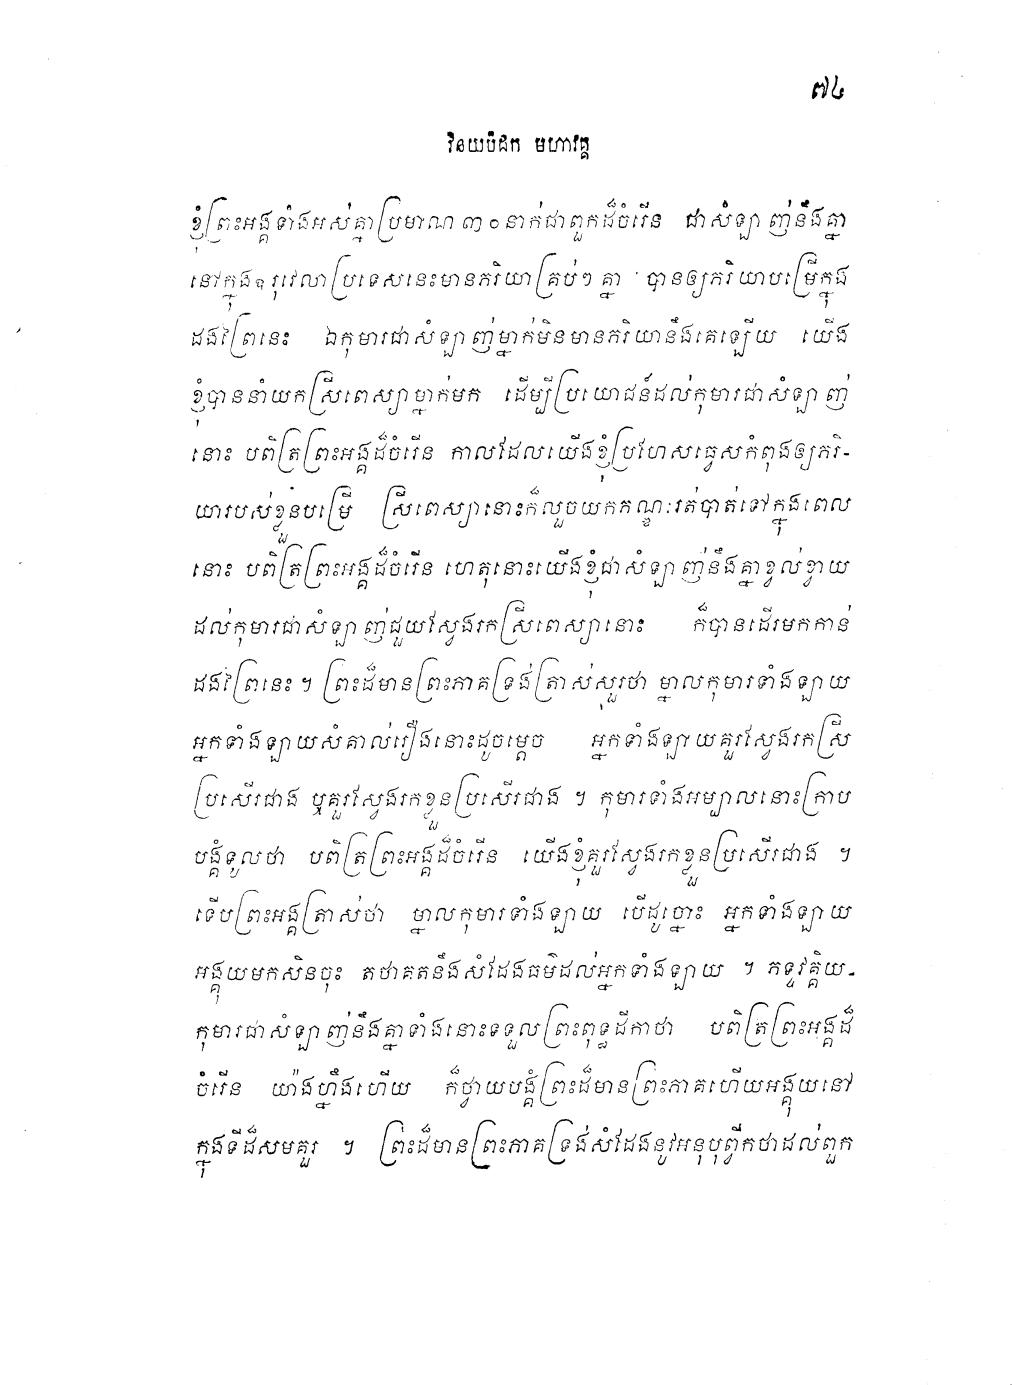 ៧៤
វិនយបិដក មហាវគ្គ
ខ្ញុំព្រះអង្គទាំងអស់គ្នាប្រមាណ ៣០ នាក់ជាពួកដ៏ចំរើន ជាសំឡាញ់នឹងគ្នា
នៅក្នុងឧរុវេលាប្រទេសនេះមានភរិយាគ្រប់ៗ គ្នា បានឲ្យភរិយាបម្រើក្នុង
ដងព្រៃនេះ ឯកុមារជាសំឡាញ់ម្នាក់មិនមានភរិយានឹងគេឡើយ យើង
ខ្ញុំបាននាំយកស្រីពេស្យាម្នាក់មក ដើម្បីប្រយោជន៍ដល់កុមារជាសំឡាញ់
នោះ បពិត្រព្រះអង្គដ៏ចំរើន កាលដែលយើងខ្ញុំប្រហែសធ្វេសកំពុងឲ្យភរិ-
យារបស់ខ្លួនបម្រើ ស្រីពេស្យានោះក៏លួចយកភណ្ឌៈរត់បាត់ទៅក្នុងពេល
នោះ បពិត្រព្រះអង្គដ៏ចំរើន ហេតុនោះយើងខ្ញុំជាសំឡាញ់នឹងគ្នាខ្វល់ខ្វាយ
ដល់កុមារជាសំឡាញ់ជួយស្វែងរកស្រីពេស្យានោះ ក៏បានដើរមកកាន់
ដងព្រៃនេះ ។ ព្រះដ៏មានព្រះភាគទ្រង់ត្រាស់សួរថា ម្នាលកុមារទាំងឡាយ
អ្នកទាំងឡាយសំគាល់រឿងនោះដូចម្តេច អ្នកទាំងឡាយគួរស្វែងរកស្រី
ប្រសើរជាង ឬគួរស្វែងរកខ្លួនប្រសើរជាង ។ កុមារទាំងអម្បាលនោះក្រាប
បង្គំទូលថា បពិត្រព្រះអង្គដ៏ចំរើន យើងខ្ញុំគួរស្វែងរកខ្លួនប្រសើរជាង ។
ទើបព្រះអង្គត្រាស់ថា ម្នាលកុមារទាំងឡាយ បើដូច្នោះ អ្នកទាំងឡាយ
អង្គុយមកសិនចុះ តថាគតនឹងសំដែងធម៌ដល់អ្នកទាំងឡាយ ។ ភទ្ទវគ្គិយ-
កុមារជាសំឡាញ់នឹងគ្នាទាំងនោះទទួលព្រះពុទ្ធដីកាថា បពិត្រព្រះអង្គដ៏
ចំរើន យ៉ាងហ្នឹងហើយ ក៏ថ្វាយបង្គំព្រះដ៏មានព្រះភាគហើយអង្គុយនៅ
ក្នុងទីដ៏សមគួរ ។ ព្រះដ៏មានព្រះភាគទ្រង់សំដែងនូវអនុបុព្វីកថាដល់ពួក